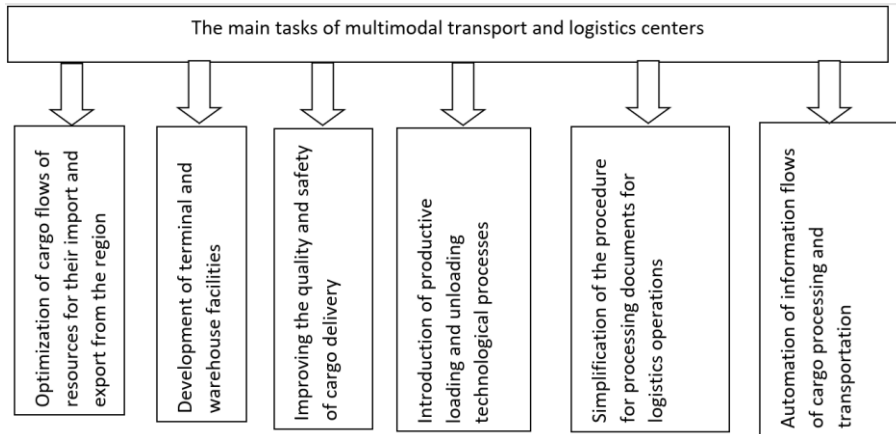 The main tasks of multimodal transport and logistics centers
Optimization of cargo flows of
resources for their import and
export from the region
Development of terminal and
warehouse facilities
Improving the quality and safety
of cargo delivery
Introduction of productive
loading and unloading
technological processes
Simplification of the procedure
for processing documents for
logistics operations
Automation of information flows
of cargo processing and
transportation